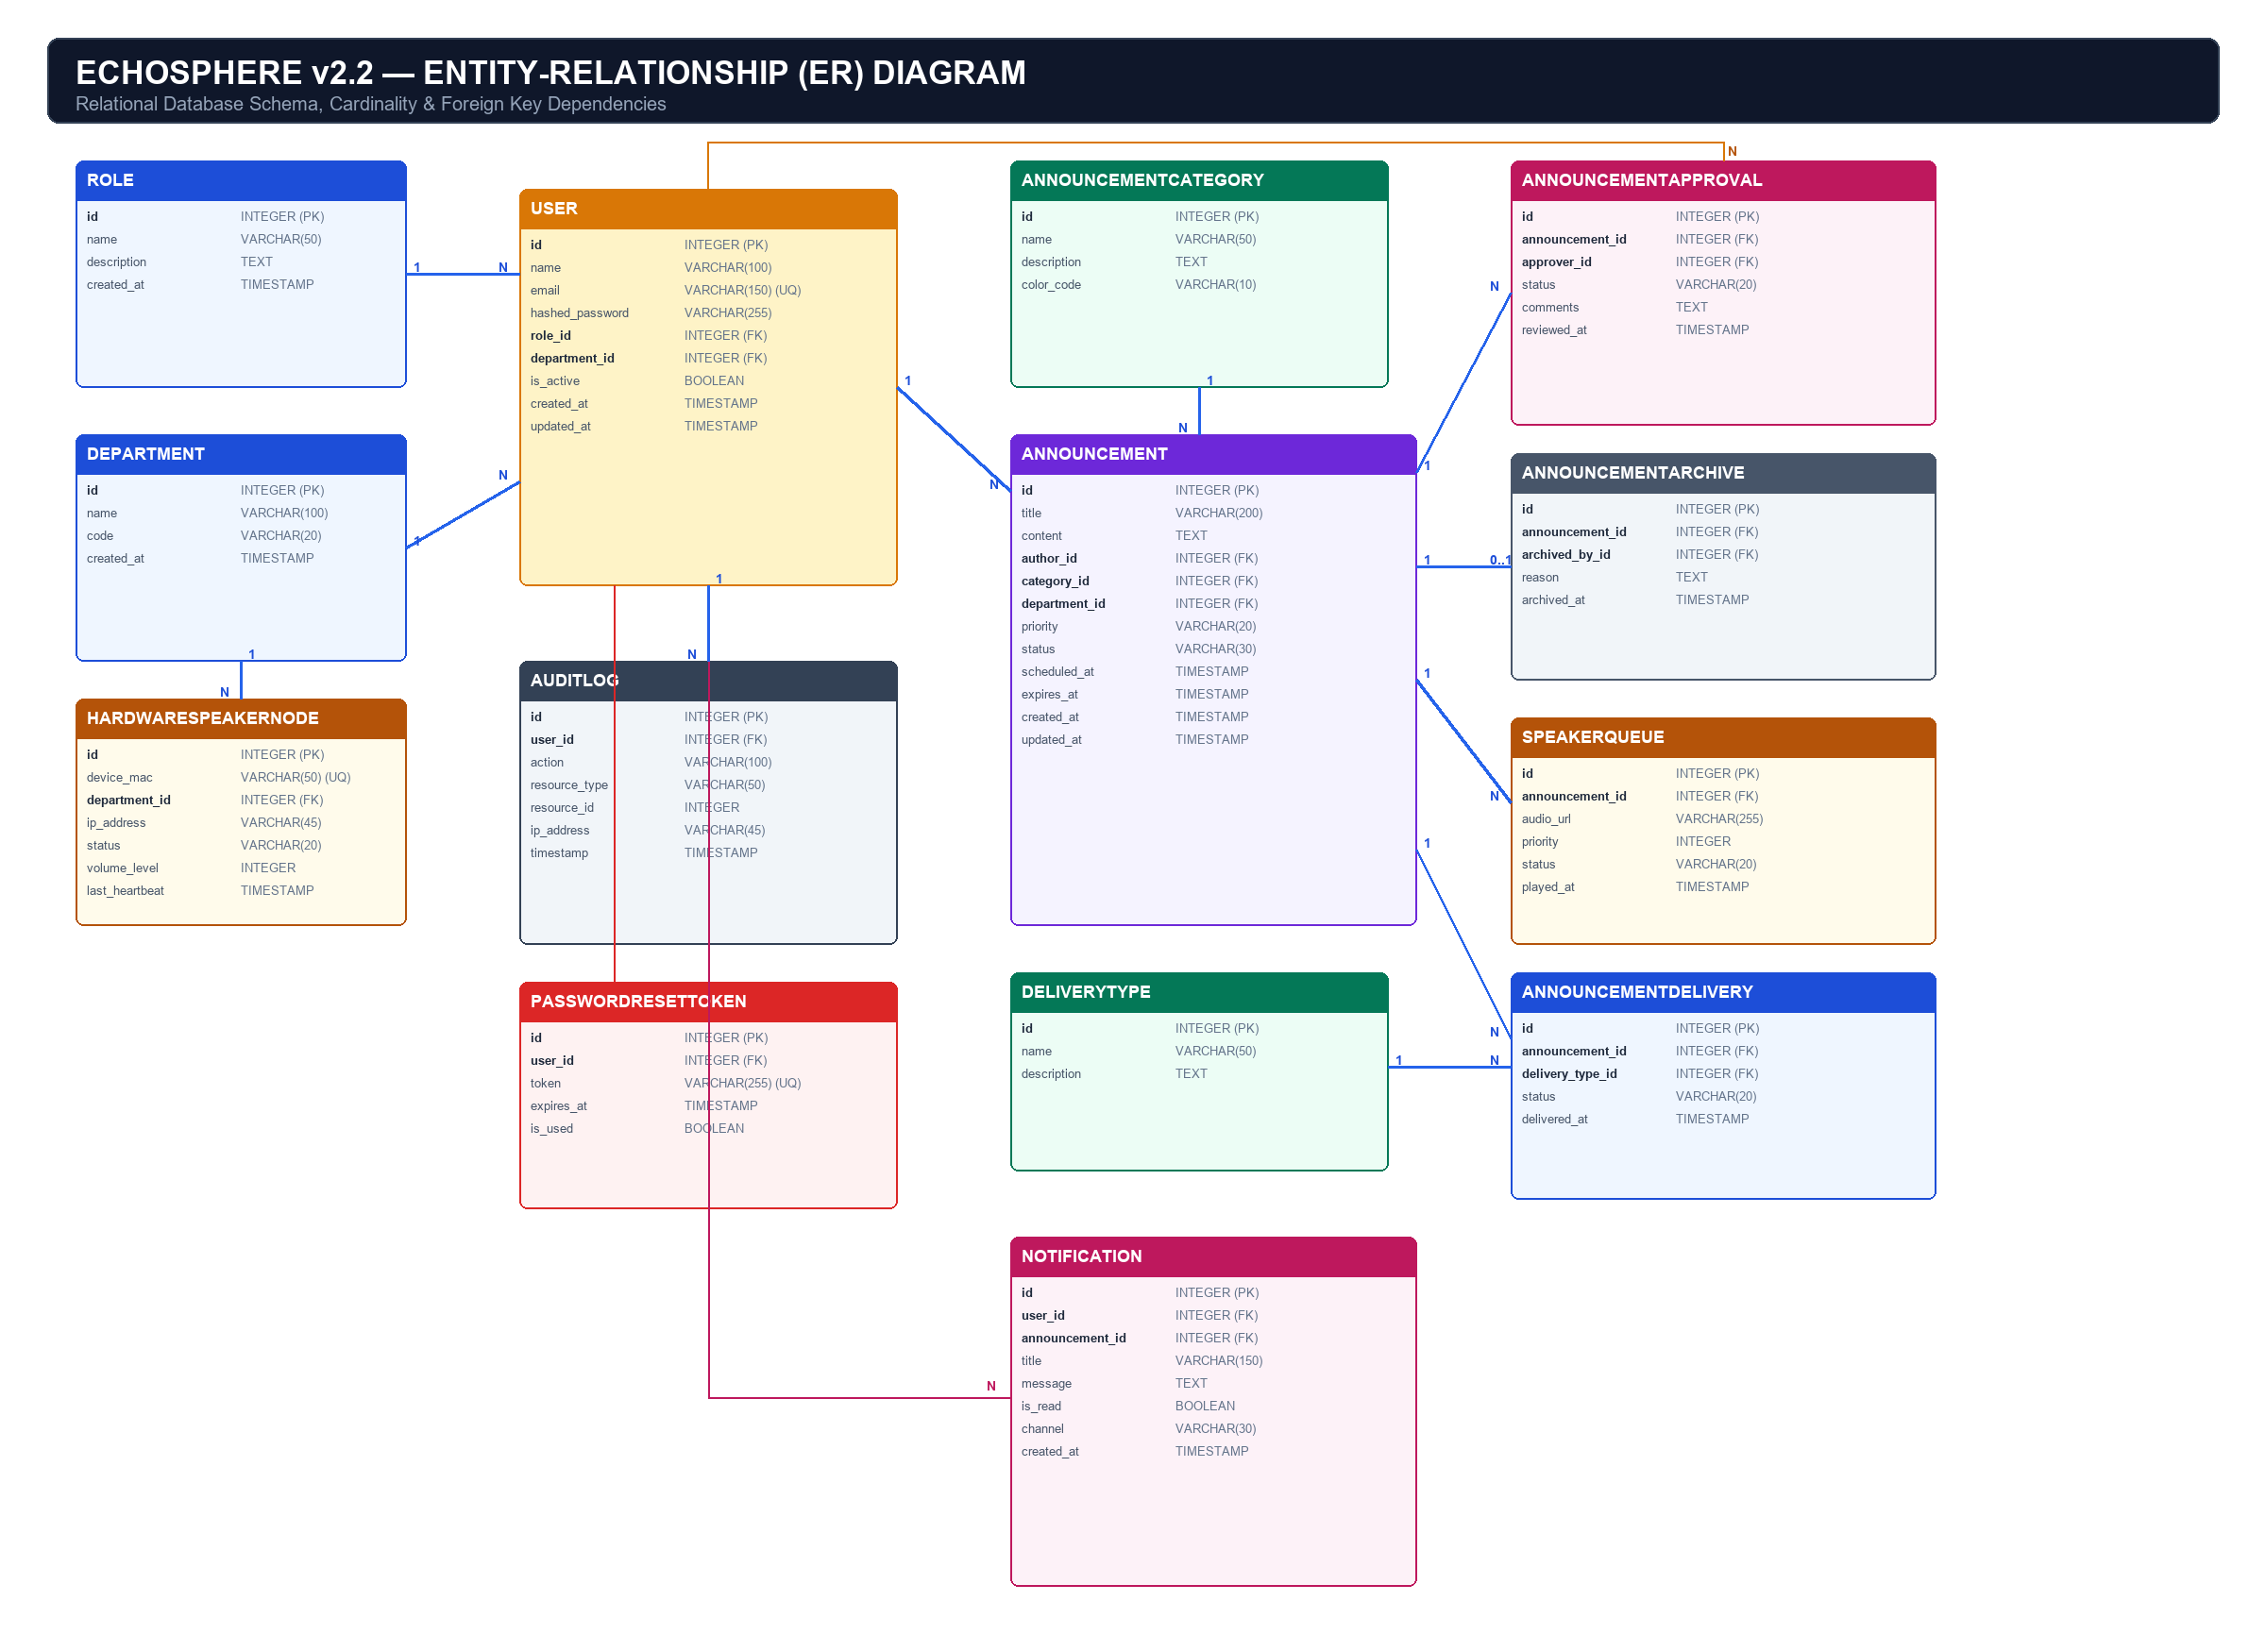 ECHOSPHERE v2.2 — ENTITY-RELATIONSHIP (ER) DIAGRAM
Relational Database Schema, Cardinality & Foreign Key Dependencies
ROLE
id INTEGER (PK)
name VARCHAR(50)
description TEXT
created_at TIMESTAMP
1 N
DEPARTMENT
id INTEGER (PK)
name VARCHAR(100)
code VARCHAR(20)
created_at TIMESTAMP
1 N
1
N
HARDWARESPEAKERNODE
id INTEGER (PK)
device_mac VARCHAR(50) (UQ)
department_id INTEGER (FK)
ip_address VARCHAR(45)
status VARCHAR(20)
volume_level INTEGER
last_heartbeat TIMESTAMP
USER
id INTEGER (PK)
name VARCHAR(100)
email VARCHAR(150) (UQ)
hashed_password VARCHAR(255)
role_id INTEGER (FK)
department_id INTEGER (FK)
is_active BOOLEAN
created_at TIMESTAMP
updated_at TIMESTAMP
1 N
1
N
AUDITLOG
id INTEGER (PK)
user_id INTEGER (FK)
action VARCHAR(100)
resource_type VARCHAR(50)
resource_id INTEGER
ip_address VARCHAR(45)
timestamp TIMESTAMP
PASSWORDRESETTOKEN
id INTEGER (PK)
user_id INTEGER (FK)
token VARCHAR(255) (UQ)
expires_at TIMESTAMP
is_used BOOLEAN
ANNOUNCEMENTCATEGORY
id INTEGER (PK)
name VARCHAR(50)
description TEXT
color_code VARCHAR(10)
1
N
ANNOUNCEMENT
id INTEGER (PK)
title VARCHAR(200)
content TEXT
author_id INTEGER (FK)
category_id INTEGER (FK)
department_id INTEGER (FK)
priority VARCHAR(20)
status VARCHAR(30)
scheduled_at TIMESTAMP
expires_at TIMESTAMP
created_at TIMESTAMP
updated_at TIMESTAMP
1 N
1 0..1
1 N
1 N
DELIVERYTYPE
id INTEGER (PK)
name VARCHAR(50)
description TEXT
1 N
NOTIFICATION
id INTEGER (PK)
user_id INTEGER (FK)
announcement_id INTEGER (FK)
title VARCHAR(150)
message TEXT
is_read BOOLEAN
channel VARCHAR(30)
created_at TIMESTAMP
N
N
ANNOUNCEMENTAPPROVAL
id INTEGER (PK)
announcement_id INTEGER (FK)
approver_id INTEGER (FK)
status VARCHAR(20)
comments TEXT
reviewed_at TIMESTAMP
ANNOUNCEMENTARCHIVE
id INTEGER (PK)
announcement_id INTEGER (FK)
archived_by_id INTEGER (FK)
reason TEXT
archived_at TIMESTAMP
SPEAKERQUEUE
id INTEGER (PK)
announcement_id INTEGER (FK)
audio_url VARCHAR(255)
priority INTEGER
status VARCHAR(20)
played_at TIMESTAMP
ANNOUNCEMENTDELIVERY
id INTEGER (PK)
announcement_id INTEGER (FK)
delivery_type_id INTEGER (FK)
status VARCHAR(20)
delivered_at TIMESTAMP